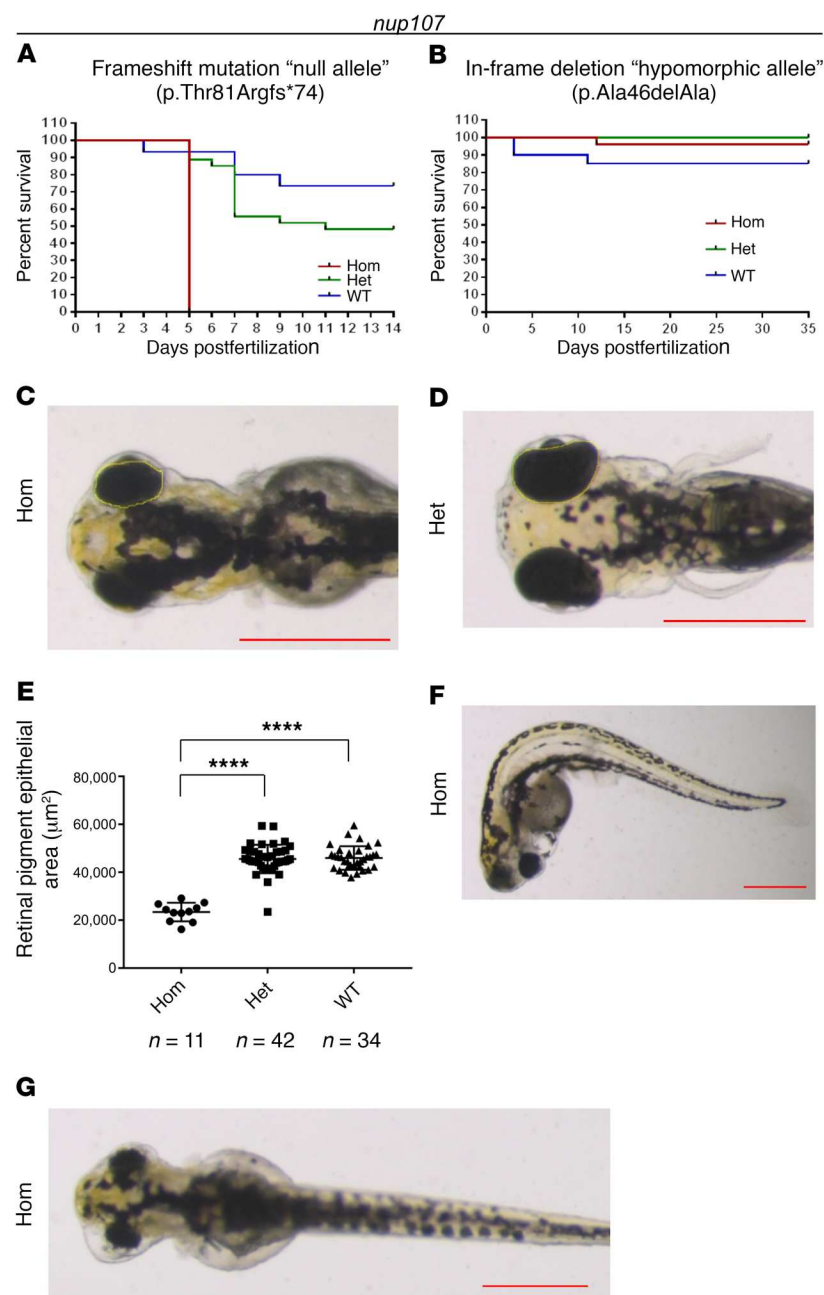 nup107
A
Frameshift mutation “null allele”
(p.Thr81Argfs*74)
Percent survival
110
100
90
80
70
60
50
40
30
20
10
0
0 1 2 3 4 5 6 7 8 9 10 11 12 13 14
Days postfertilization
Hom
Het
WT
B
In-frame deletion “hypomorphic allele”
(p.Ala46delAla)
Percent survival
110
100
90
80
70
60
50
40
30
20
10
0
0 5 10 15 20 25 30 35
Days postfertilization
Hom
Het
WT
C
Hom
D
Het
E
Retinal pigment epithelial
area (μm²)
80,000
60,000
40,000
20,000
0
****
****
Hom Het WT
n = 11 n = 42 n = 34
F
Hom
G
Hom